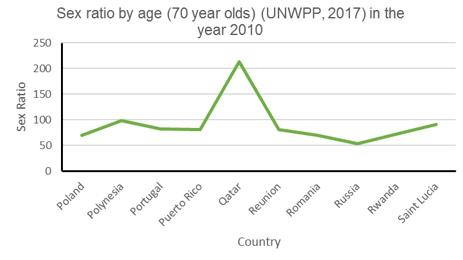 Sex ratio by age (70 year olds) (UNWPP, 2017) in the
year 2010
250
200
150
100
50
0
Sex Ratio
Poland
Polynesia
Portugal
Puerto Rico
Qatar
Reunion
Romania
Russia
Rwanda
Saint Lucia
Country